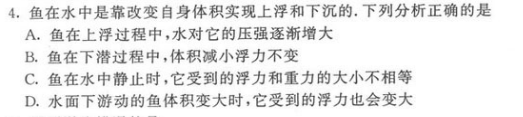 4. 鱼在水中是靠改变自身体积实现上浮和下沉的.下列分析正确的是
A. 鱼在上浮过程中,水对它的压强逐渐增大
B. 鱼在下潜过程中,体积减小浮力不变
C. 鱼在水中静止时,它受到的浮力和重力的大小不相等
D. 水面下游动的鱼体积变大时,它受到的浮力也会变大